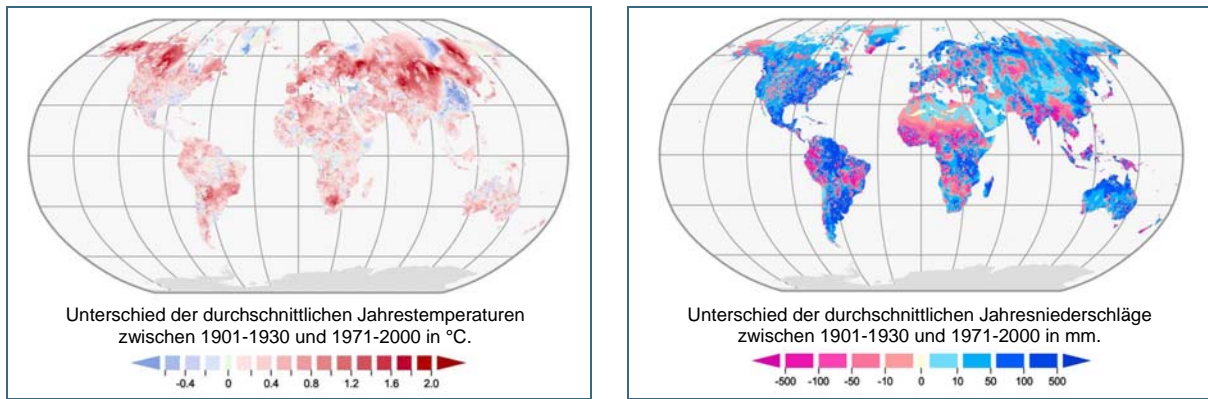 Unterschied der durchschnittlichen Jahrestemperaturen
zwischen 1901-1930 und 1971-2000 in °C.
-0.4 0 0.4 0.8 1.2 1.6 2.0
Unterschied der durchschnittlichen Jahresniederschläge
zwischen 1901-1930 und 1971-2000 in mm.
-500 -100 -50 -10 0 10 50 100 500